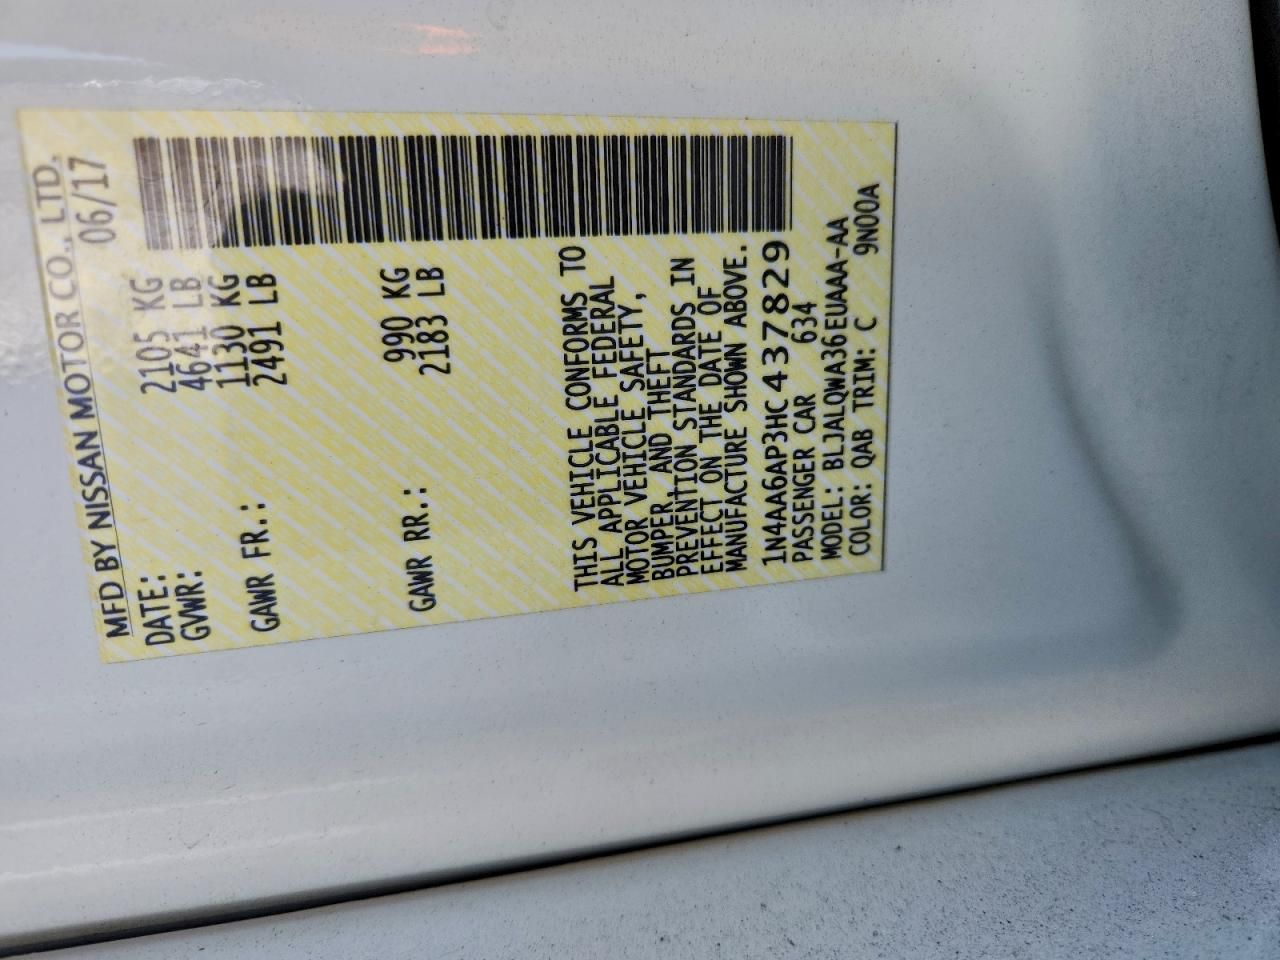 MFD BY NISSAN MOTOR CO., LTD.
DATE: 06/17
GVWR: 2105 KG
4641 LB
GAWR FR.: 1130 KG
2491 LB
GAWR RR.: 990 KG
2183 LB
THIS VEHICLE CONFORMS TO
ALL APPLICABLE FEDERAL
MOTOR VEHICLE SAFETY,
BUMPER, AND THEFT
PREVENTION STANDARDS IN
EFFECT ON THE DATE OF
MANUFACTURE SHOWN ABOVE.
1N4AA6AP3HC437829
PASSENGER CAR 634
MODEL: BLJALQWA36EUAAA-AA
COLOR: QAB TRIM: C 9N00A